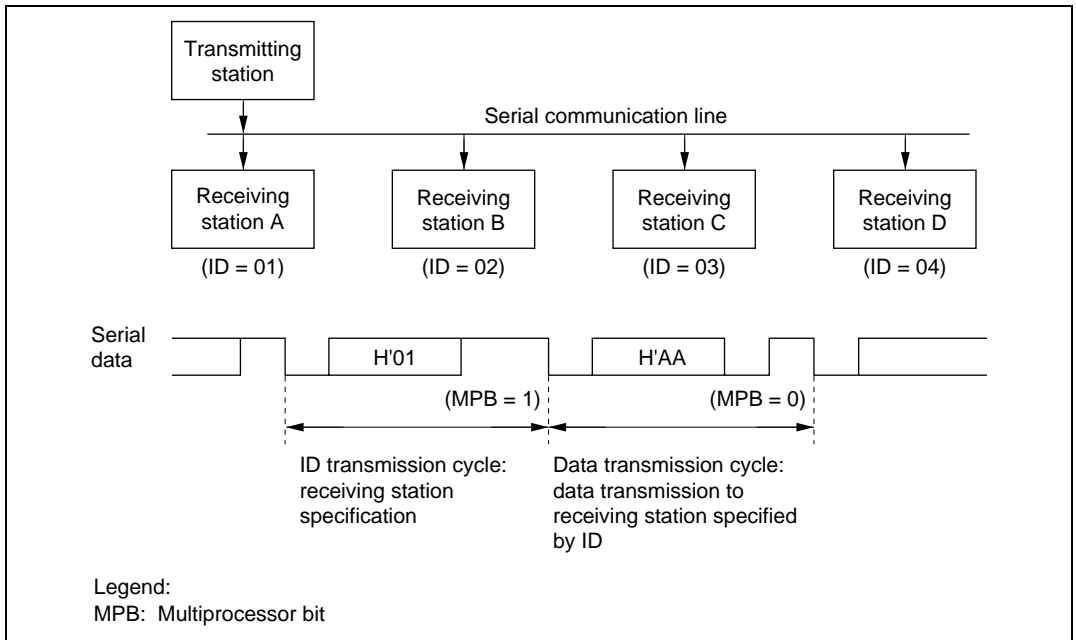 Transmitting
station
Serial communication line
Receiving
station A
(ID = 01)
Receiving
station B
(ID = 02)
Receiving
station C
(ID = 03)
Receiving
station D
(ID = 04)
Serial
data
H'01
H'AA
(MPB = 1)
(MPB = 0)
ID transmission cycle:
receiving station
specification
Data transmission cycle:
data transmission to
receiving station specified
by ID
Legend:
MPB: Multiprocessor bit